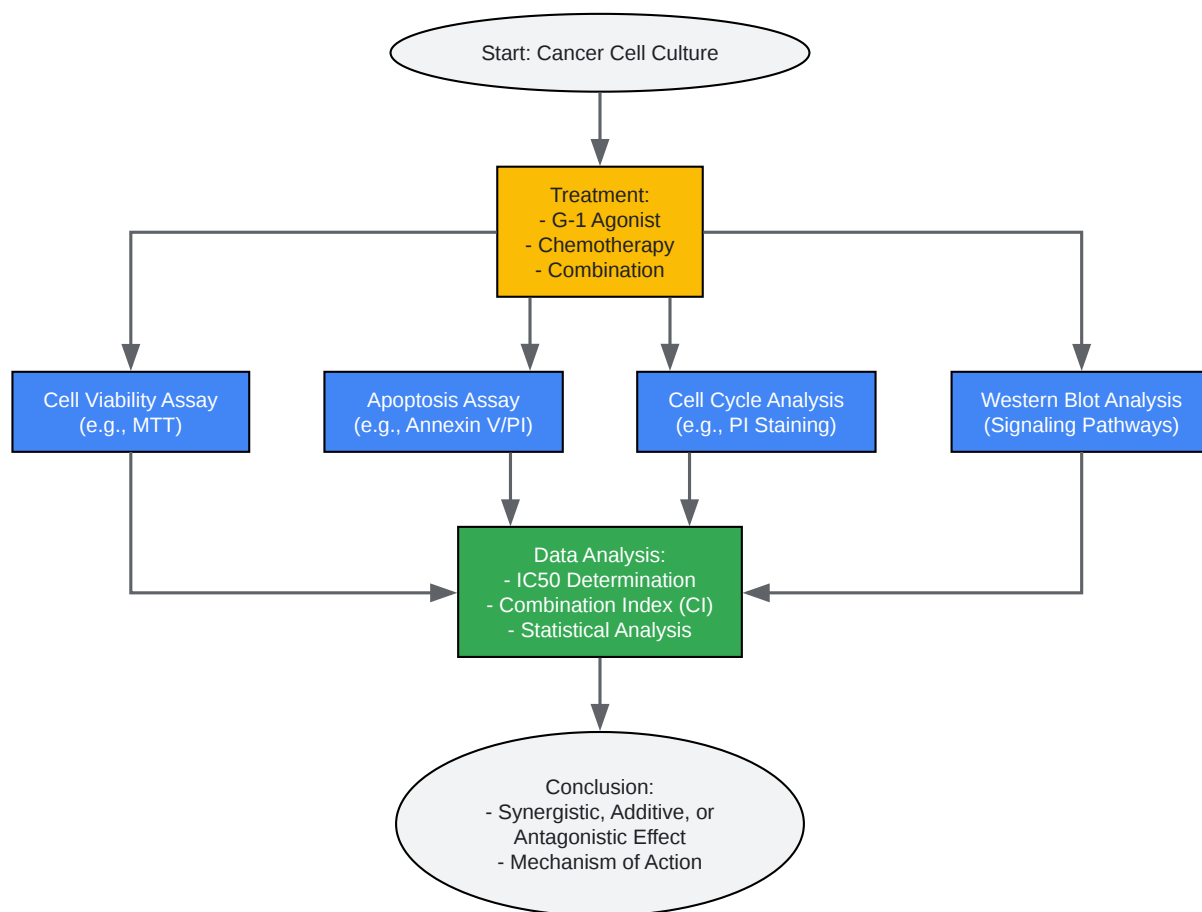 Start: Cancer Cell Culture
Treatment:
- G-1 Agonist
- Chemotherapy
- Combination
Cell Viability Assay
(e.g., MTT)
Apoptosis Assay
(e.g., Annexin V/PI)
Cell Cycle Analysis
(e.g., PI Staining)
Western Blot Analysis
(Signaling Pathways)
Data Analysis:
- IC50 Determination
- Combination Index (CI)
- Statistical Analysis
Conclusion:
- Synergistic, Additive, or
Antagonistic Effect
- Mechanism of Action